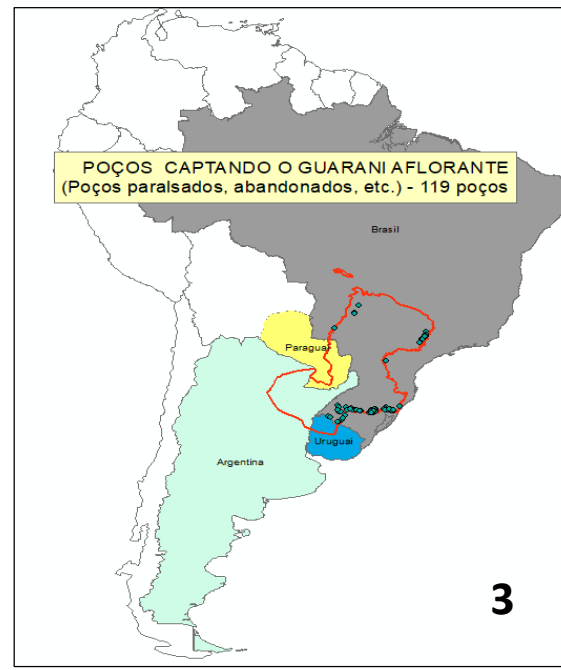 POÇOS CAPTANDO O GUARANI AFLORANTE
(Poços paralsados, abandonados, etc.) - 119 poços
Brasil
Paraguai
Uruguai
Argentina
3